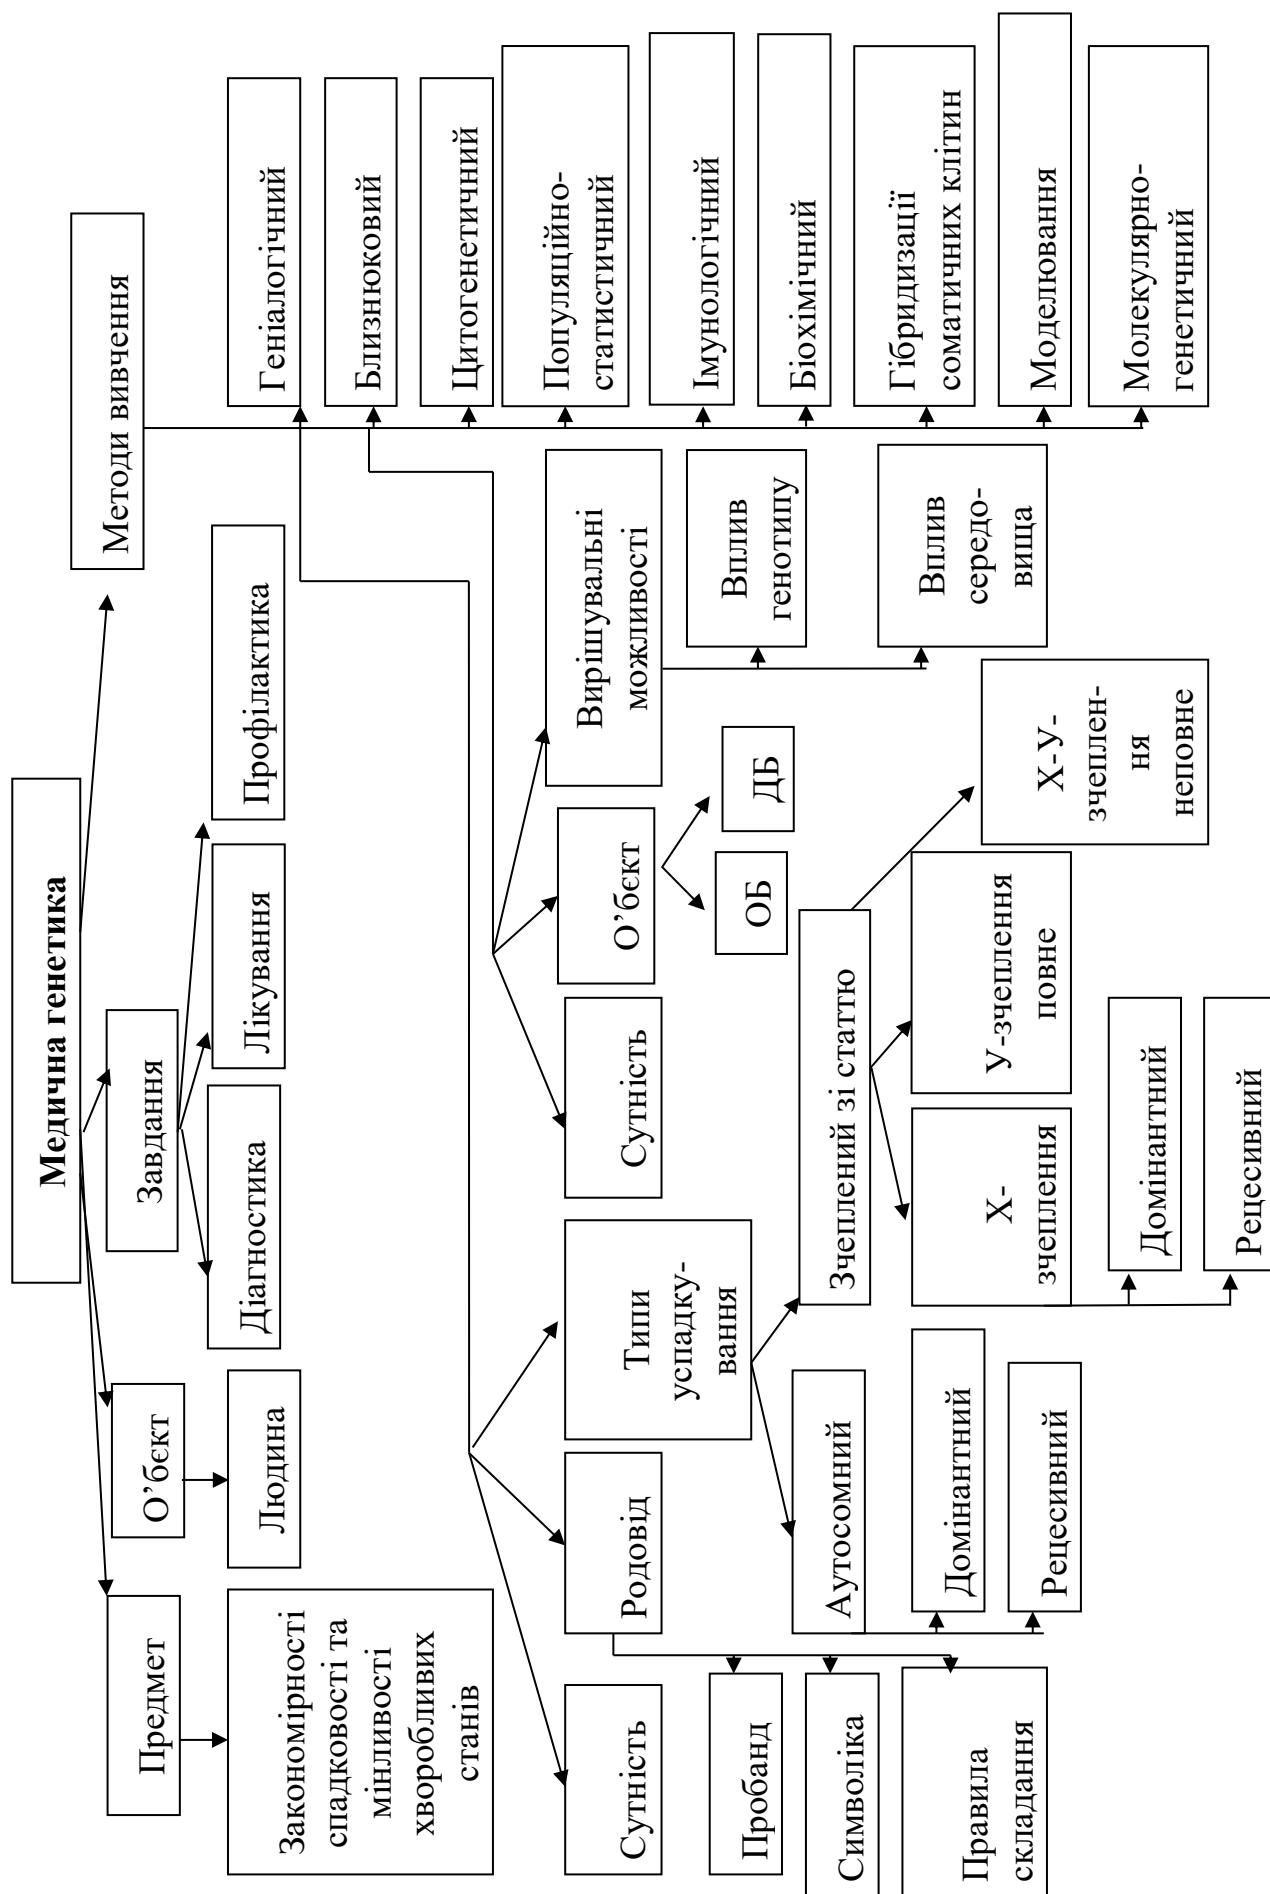 Медична генетика
Предмет
О’бєкт
Завдання
Методи вивчення
Закономірності
спадковості та
мінливості
хворобливих
станів
Людина
Діагностика
Лікування
Профілактика
Геніалогічний
Близнюковий
Цитогенетичний
Популяційно-
статистичний
Імунологічний
Біохімічний
Гібридизації
соматичних клітин
Моделювання
Молекулярно-
генетичний
Сутність
Родовід
Типи
успадку-
вання
Сутність
О’бєкт
Вирішувальні
можливості
Пробанд
Символіка
Правила
складання
Аутосомний
Домінантний
Рецесивний
Зчеплений зі статтю
Х-
зчеплення
Домінантний
Рецесивний
У-зчеплення
повне
Х-У-
зчеплен-
ня
неповне
ОБ
ДБ
Вплив
генотипу
Вплив
середо-
вища